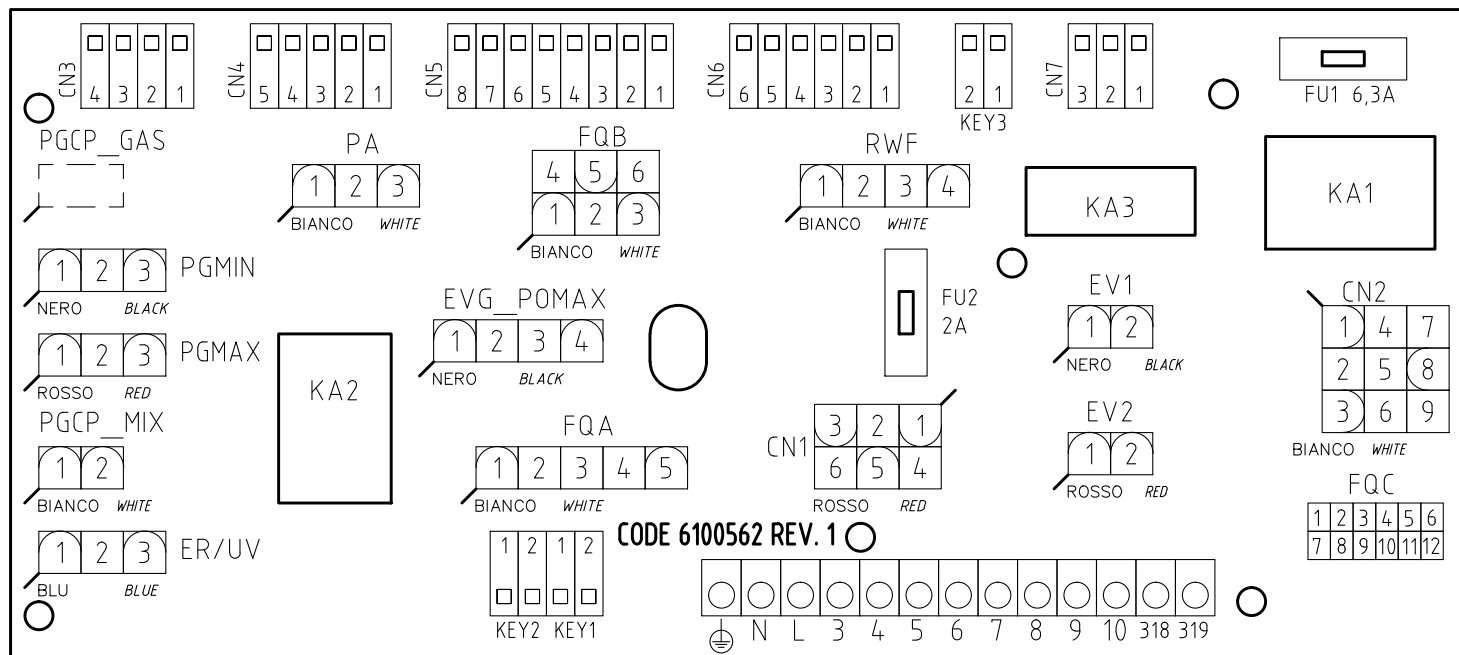 CN3
4 3 2 1
CN4
5 4 3 2 1
CN5
8 7 6 5 4 3 2 1
CN6
6 5 4 3 2 1
2 1
KEY3
CN7
3 2 1
FU1 6,3A
PGCP_GAS
PA
1 2 3
BIANCO WHITE
FQB
4 5 6
1 2 3
BIANCO WHITE
RWF
1 2 3 4
BIANCO WHITE
KA3
KA1
1 2 3 PGMIN
NERO BLACK
EVG_POMAX
1 2 3 4
NERO BLACK
FU2
2A
EV1
1 2
NERO BLACK
CN2
1 4 7
2 5 8
3 6 9
BIANCO WHITE
1 2 3 PGMAX
ROSSO RED
KA2
PGCP_MIX
1 2
BIANCO WHITE
FQA
1 2 3 4 5
BIANCO WHITE
CN1
3 2 1
6 5 4
ROSSO RED
EV2
1 2
ROSSO RED
FQC
1 2 3 4 5 6
7 8 9 10 11 12
1 2 3 ER/UV
BLU BLUE
1 2 1 2
KEY2 KEY1
CODE 6100562 REV. 1
N L 3 4 5 6 7 8 9 10 318 319